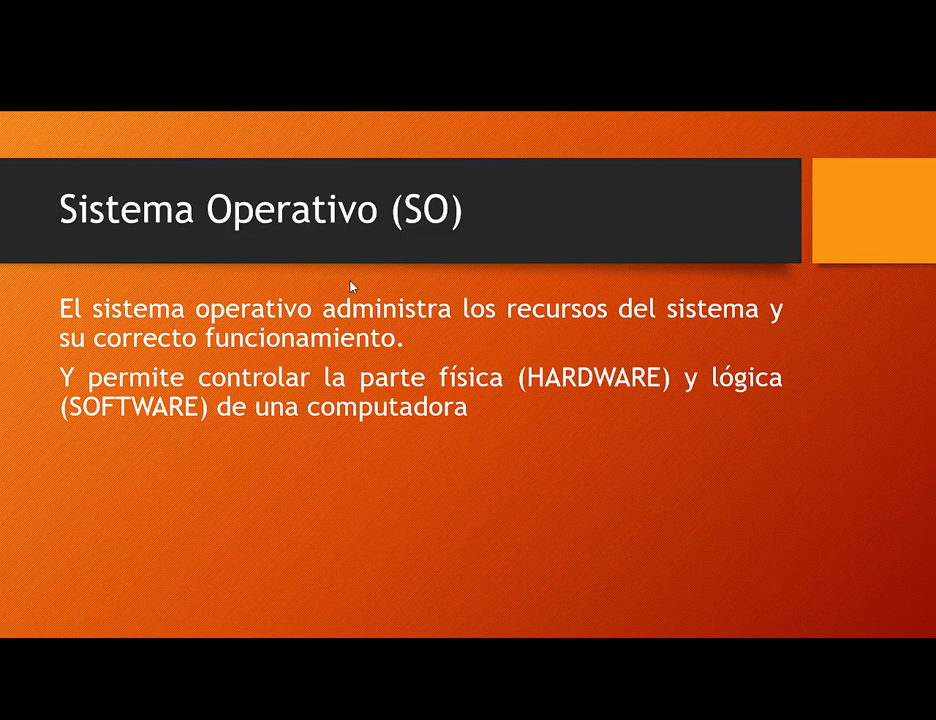 Sistema Operativo (SO)
El sistema operativo administra los recursos del sistema y
su correcto funcionamiento.
Y permite controlar la parte física (HARDWARE) y lógica
(SOFTWARE) de una computadora